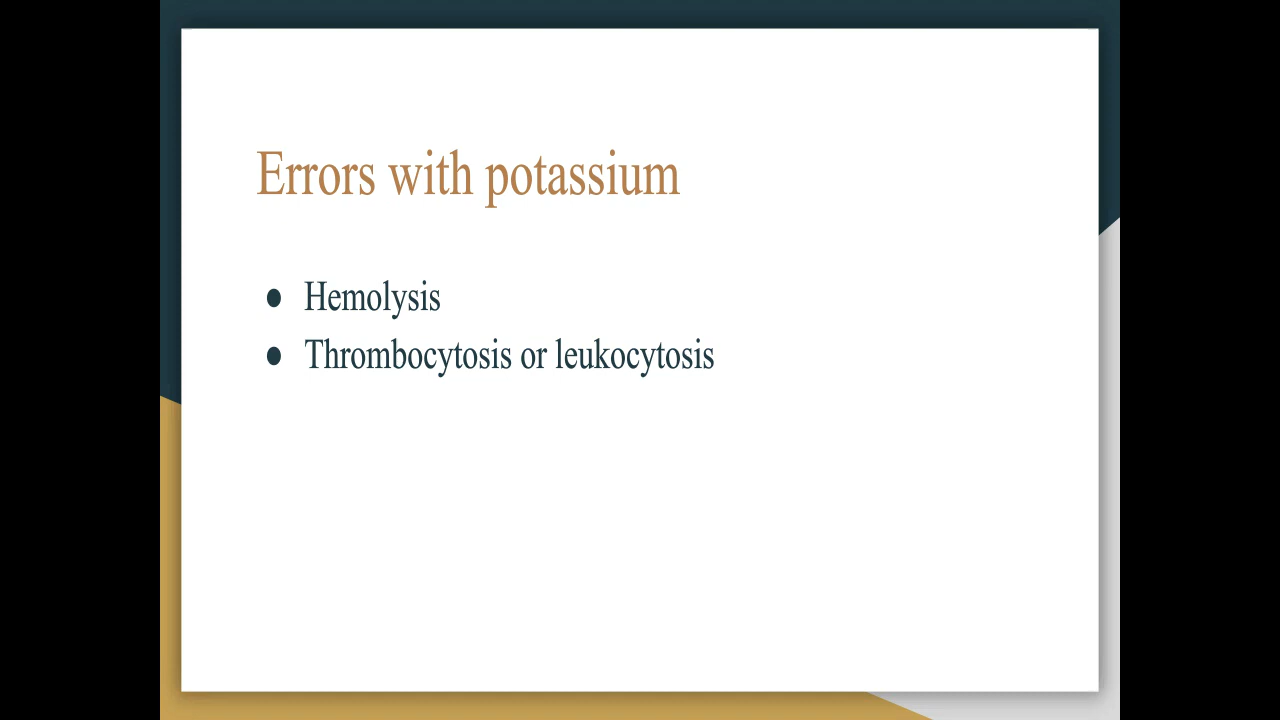 Errors with potassium
● Hemolysis
● Thrombocytosis or leukocytosis